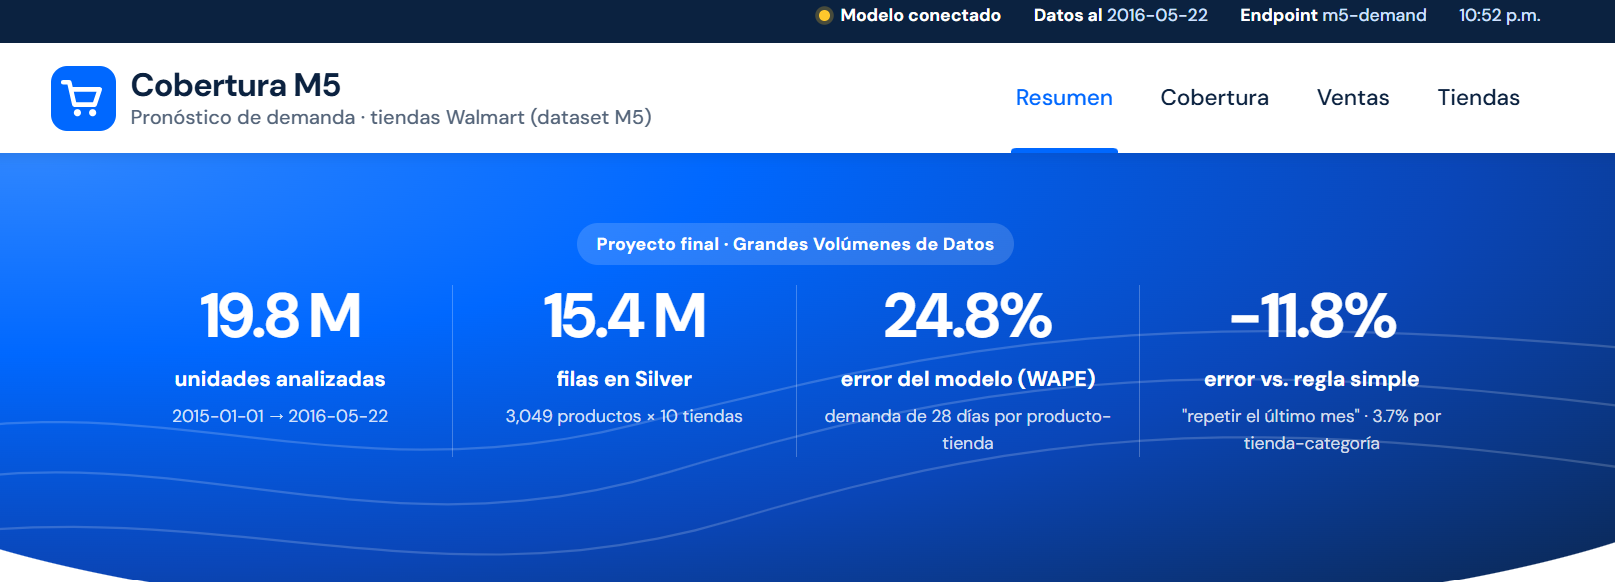 Modelo conectado Datos al 2016-05-22 Endpoint m5-demand 10:52 p.m.
Cobertura M5
Pronóstico de demanda · tiendas Walmart (dataset M5)
Resumen Cobertura Ventas Tiendas
Proyecto final · Grandes Volúmenes de Datos
19.8 M
unidades analizadas
2015-01-01 → 2016-05-22
15.4 M
filas en Silver
3,049 productos × 10 tiendas
24.8%
error del modelo (WAPE)
demanda de 28 días por producto-
tienda
-11.8%
error vs. regla simple
"repetir el último mes" · 3.7% por
tienda-categoría